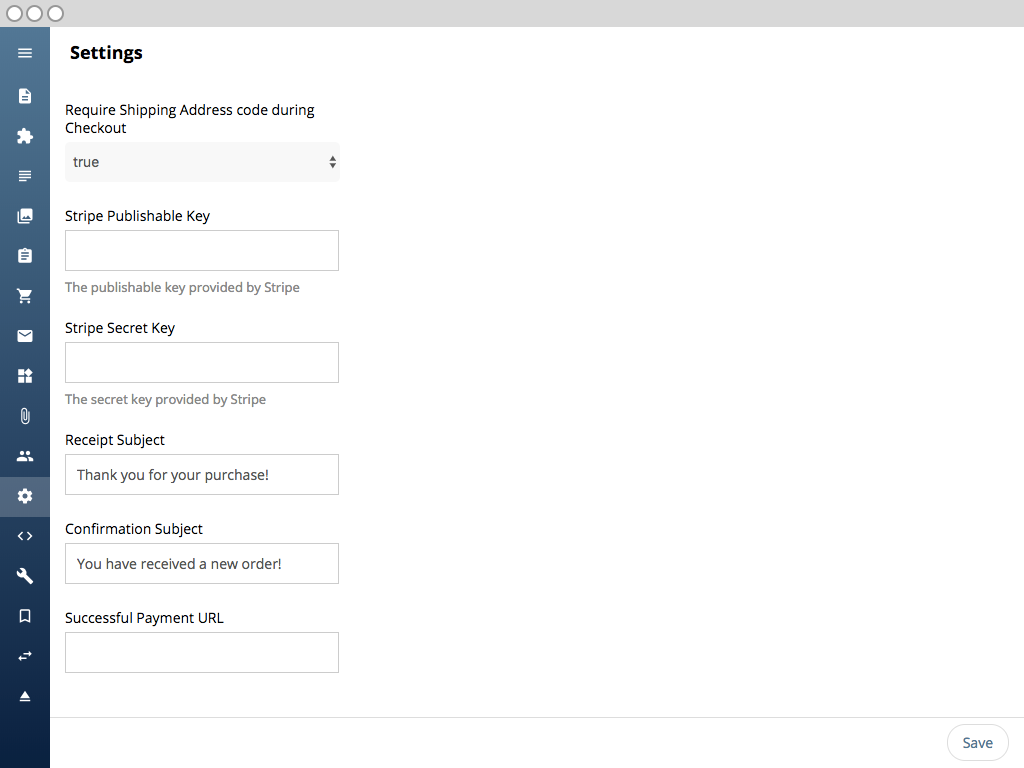 Settings
Require Shipping Address code during
Checkout
true
Stripe Publishable Key
The publishable key provided by Stripe
Stripe Secret Key
The secret key provided by Stripe
Receipt Subject
Thank you for your purchase!
Confirmation Subject
You have received a new order!
Successful Payment URL
Save